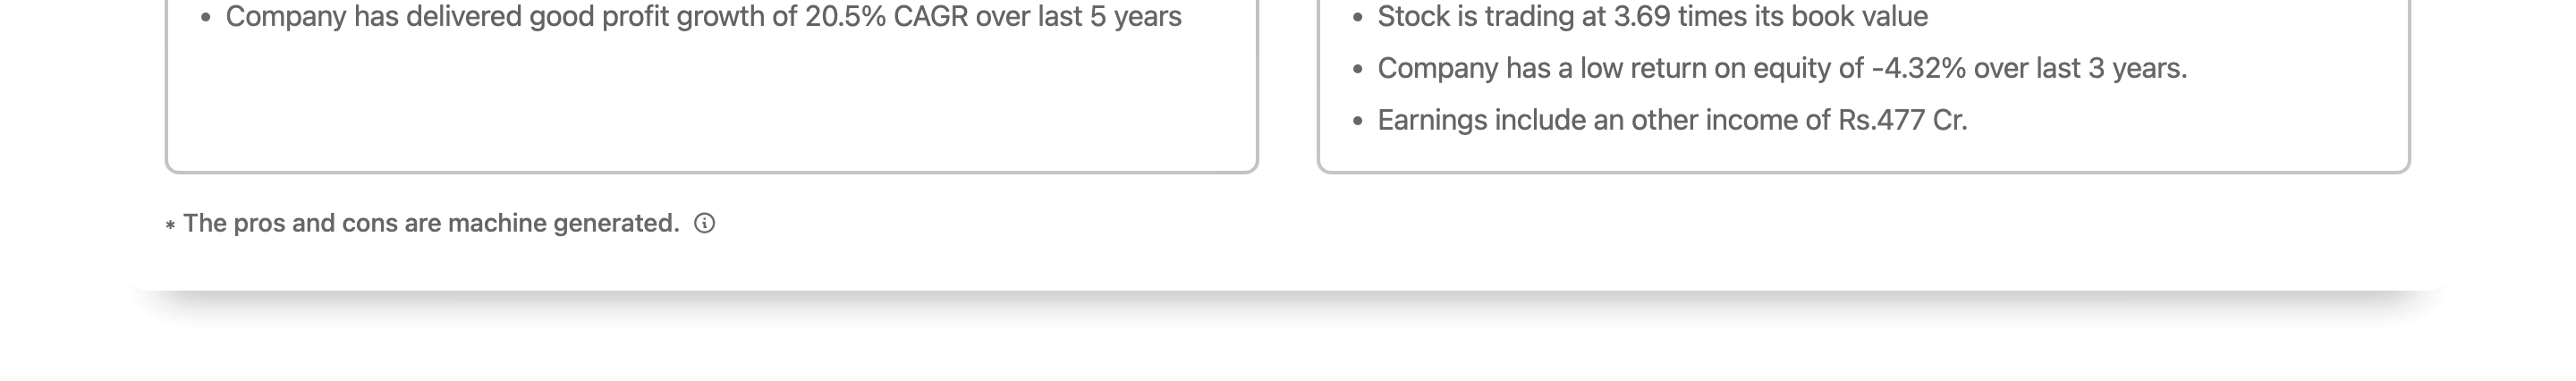 • Company has delivered good profit growth of 20.5% CAGR over last 5 years
• Stock is trading at 3.69 times its book value
• Company has a low return on equity of -4.32% over last 3 years.
• Earnings include an other income of Rs.477 Cr.
* The pros and cons are machine generated.